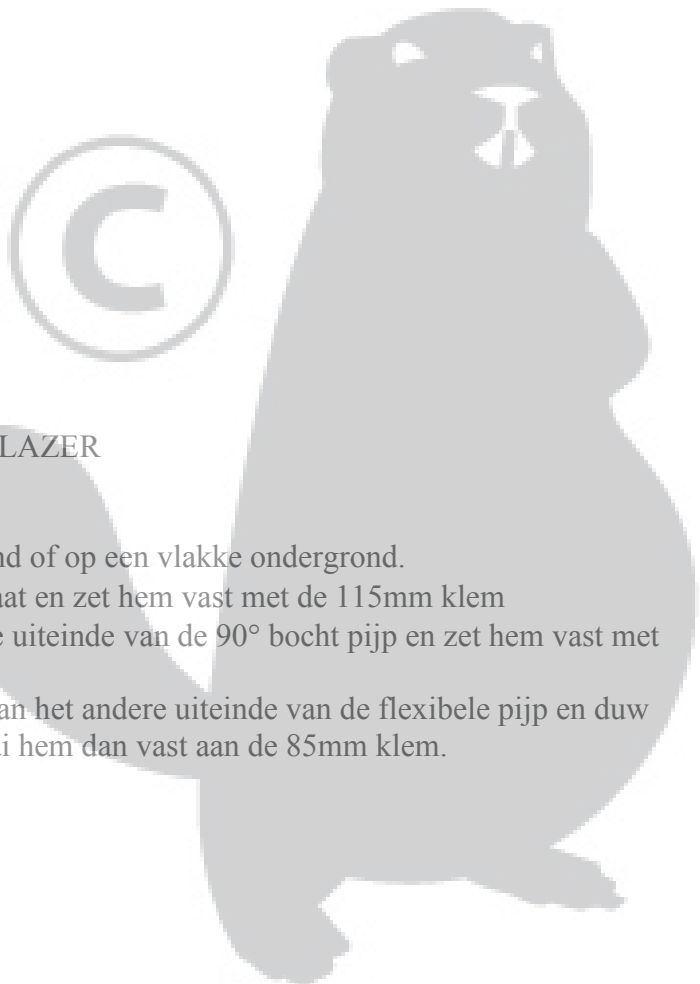 ©
LAZER
nd of op een vlakke ondergrond.
aat en zet hem vast met de 115mm klem
e uiteinde van de 90° bocht pijp en zet hem vast met
an het andere uiteinde van de flexibele pijp en duw
i hem dan vast aan de 85mm klem.